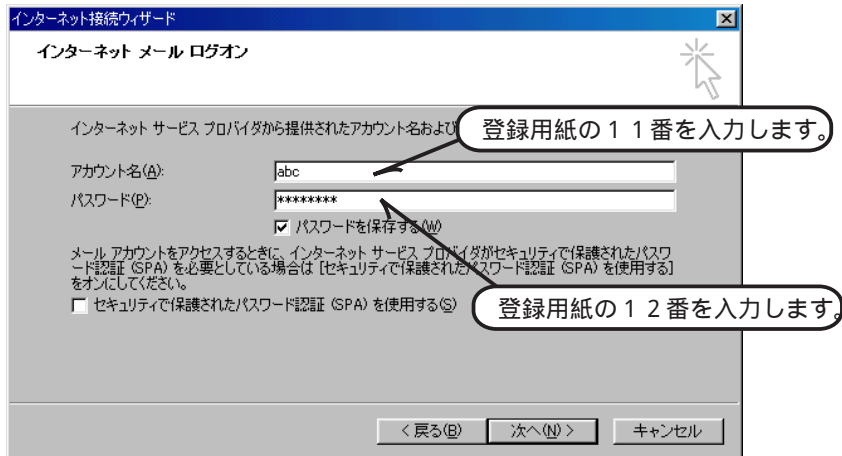 インターネット接続ウィザード
インターネット メール ログオン
インターネット サービス プロバイダから提供されたアカウント名および
登録用紙の11番を入力します。
アカウント名(A):
abc
パスワード(P):
********
パスワードを保存する(W)
メール アカウントをアクセスするときに、インターネット サービス プロバイダがセキュリティで保護されたパスワ
ード認証 (SPA) を必要としている場合は [セキュリティで保護されたパスワード認証 (SPA) を使用する]
をオンにしてください。
セキュリティで保護されたパスワード認証 (SPA) を使用する(S)
登録用紙の12番を入力します。
< 戻る(B)
次へ(N) >
キャンセル